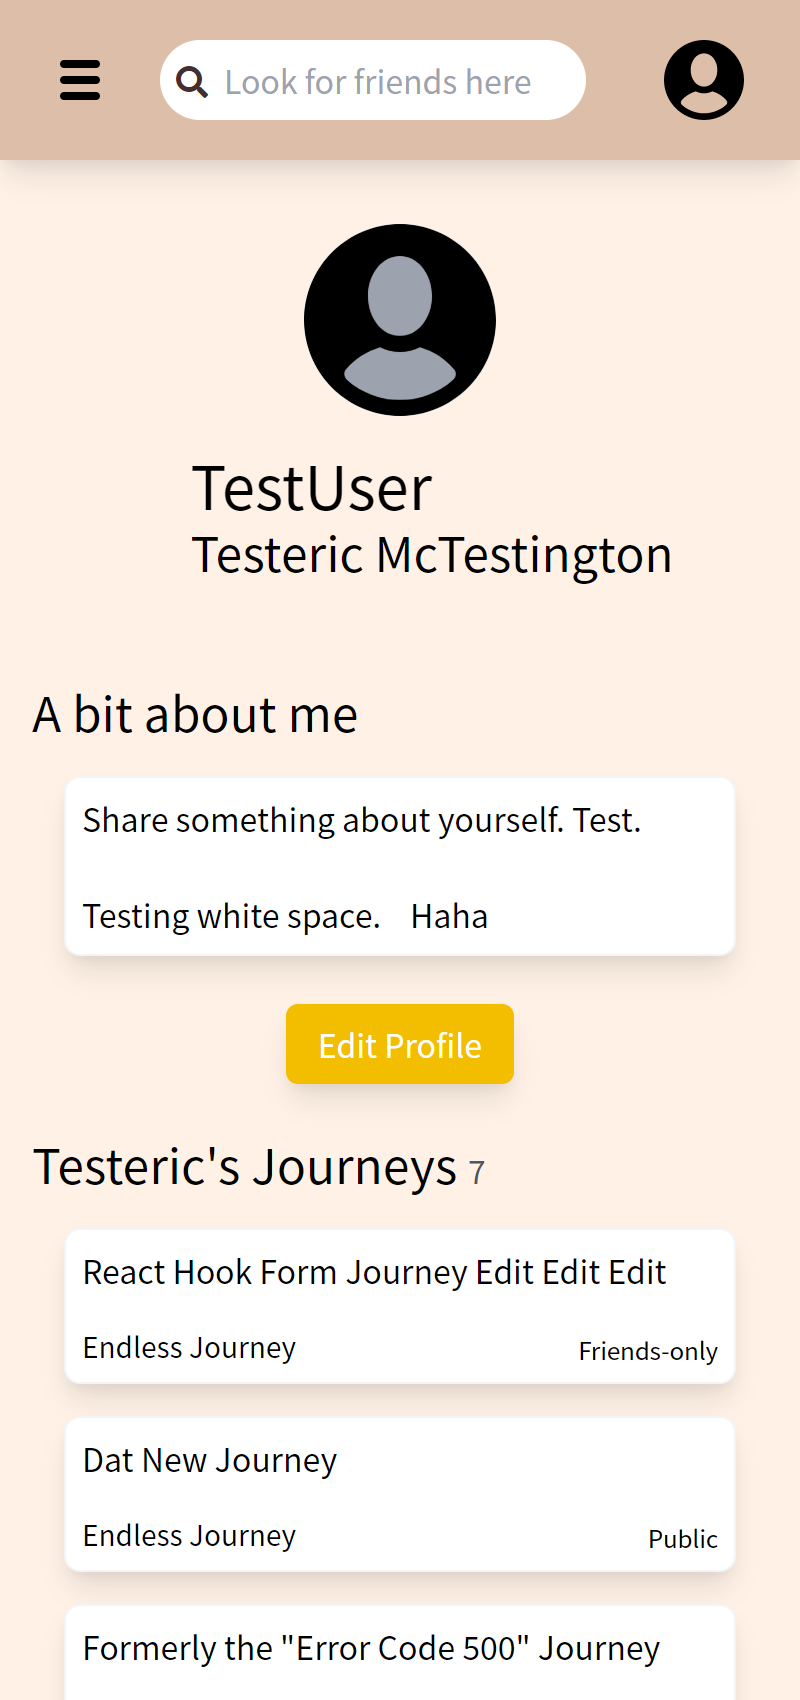 Look for friends here
TestUser
Testeric McTestington
A bit about me
Share something about yourself. Test.
Testing white space.    Haha
Edit Profile
Testeric's Journeys 7
React Hook Form Journey Edit Edit Edit
Endless Journey
Friends-only
Dat New Journey
Endless Journey
Public
Formerly the "Error Code 500" Journey